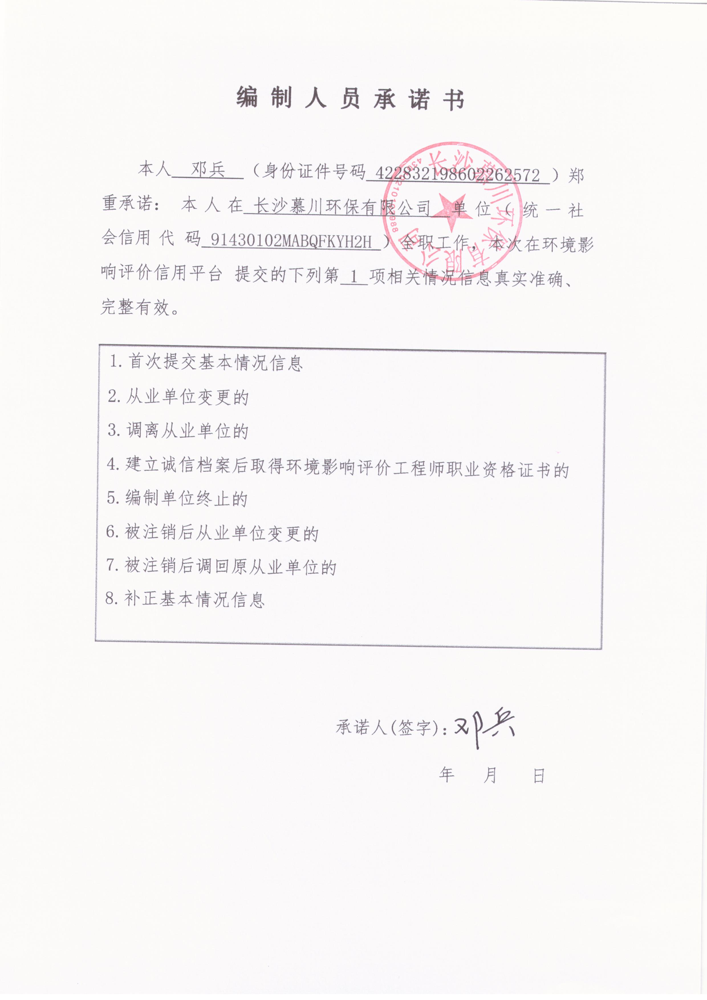 编制人员承诺书
本人 邓兵 （身份证件号码 422832198602262572 ）郑
重承诺： 本人在 长沙慕川环保有限公司 单位（统一社
会信用代码 91430102MABQFKYH2H ）全职工作，本次在环境影
响评价信用平台 提交的下列第 1 项相关情况信息真实准确、
完整有效。
长沙慕川环保有限公司
1. 首次提交基本情况信息
2. 从业单位变更的
3. 调离从业单位的
4. 建立诚信档案后取得环境影响评价工程师职业资格证书的
5. 编制单位终止的
6. 被注销后从业单位变更的
7. 被注销后调回原从业单位的
8. 补正基本情况信息
承诺人(签字)：邓兵
年 月 日